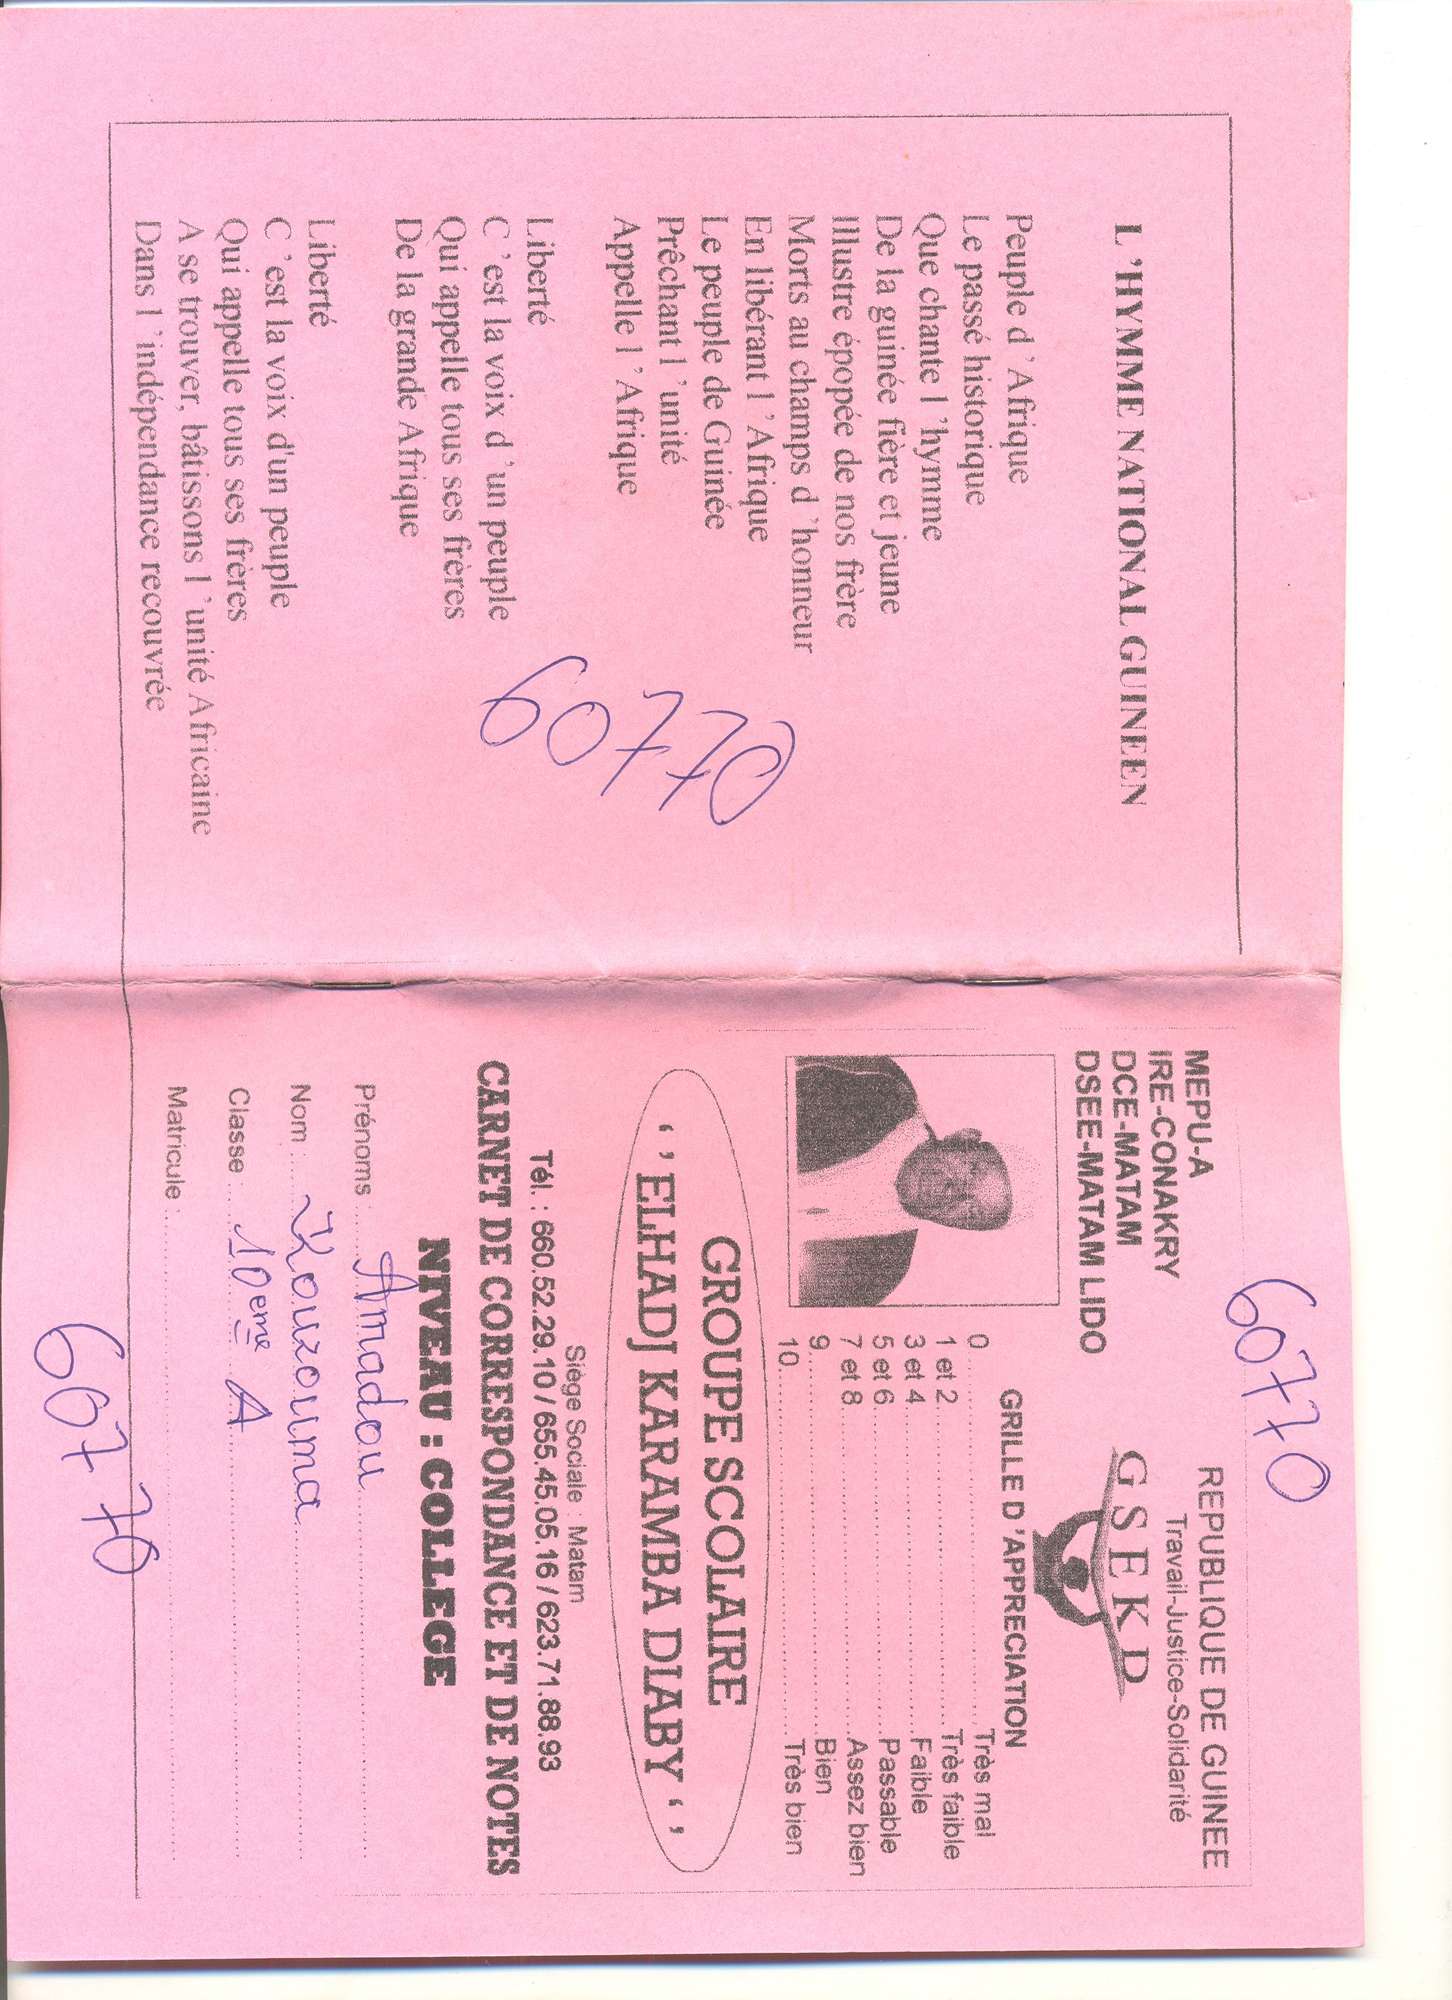 L 'HYMME NATIONAL GUINEEN
Peuple d ' Afrique
Le passé historique
Que chante l 'hymme
De la guinée fière et jeune
Illustre épopée de nos frère
Morts au champs d 'honneur
En libérant l ' Afrique
Le peuple de Guinée
Prêchant l 'unité
Appelle l ' Afrique
Liberté
C 'est la voix d 'un peuple
Qui appelle tous ses frères
De la grande Afrique
Liberté
C 'est la voix d'un peuple
Qui appelle tous ses frères
A se trouver, bâtissons l 'unité Africaine
Dans l 'indépendance recouvrée
60770
MEPU-A
IRE-CONAKRY
DCE-MATAM
DSEE-MATAM LIDO
REPUBLIQUE DE GUINEE
Travail-Justice-Solidarité
GSEKD
GRILLE D 'APPRECIATION
0 ........ Très mal
1 et 2 ........ Très faible
3 et 4 ........ Faible
5 et 6 ........ Passable
7 et 8 ........ Assez bien
9 ........ Bien
10 ........ Très bien
GROUPE SCOLAIRE
' 'ELHADJ KARAMBA DIABY ' '
Siège Sociale : Matam
Tél. : 660.52.29.10 / 655.45.05.16 / 623.71.88.93
CARNET DE CORRESPONDANCE ET DE NOTES
NIVEAU : COLLEGE
Prénoms : Amadou
Nom : Kourouma
Classe : 10eme A
Matricule :
60770